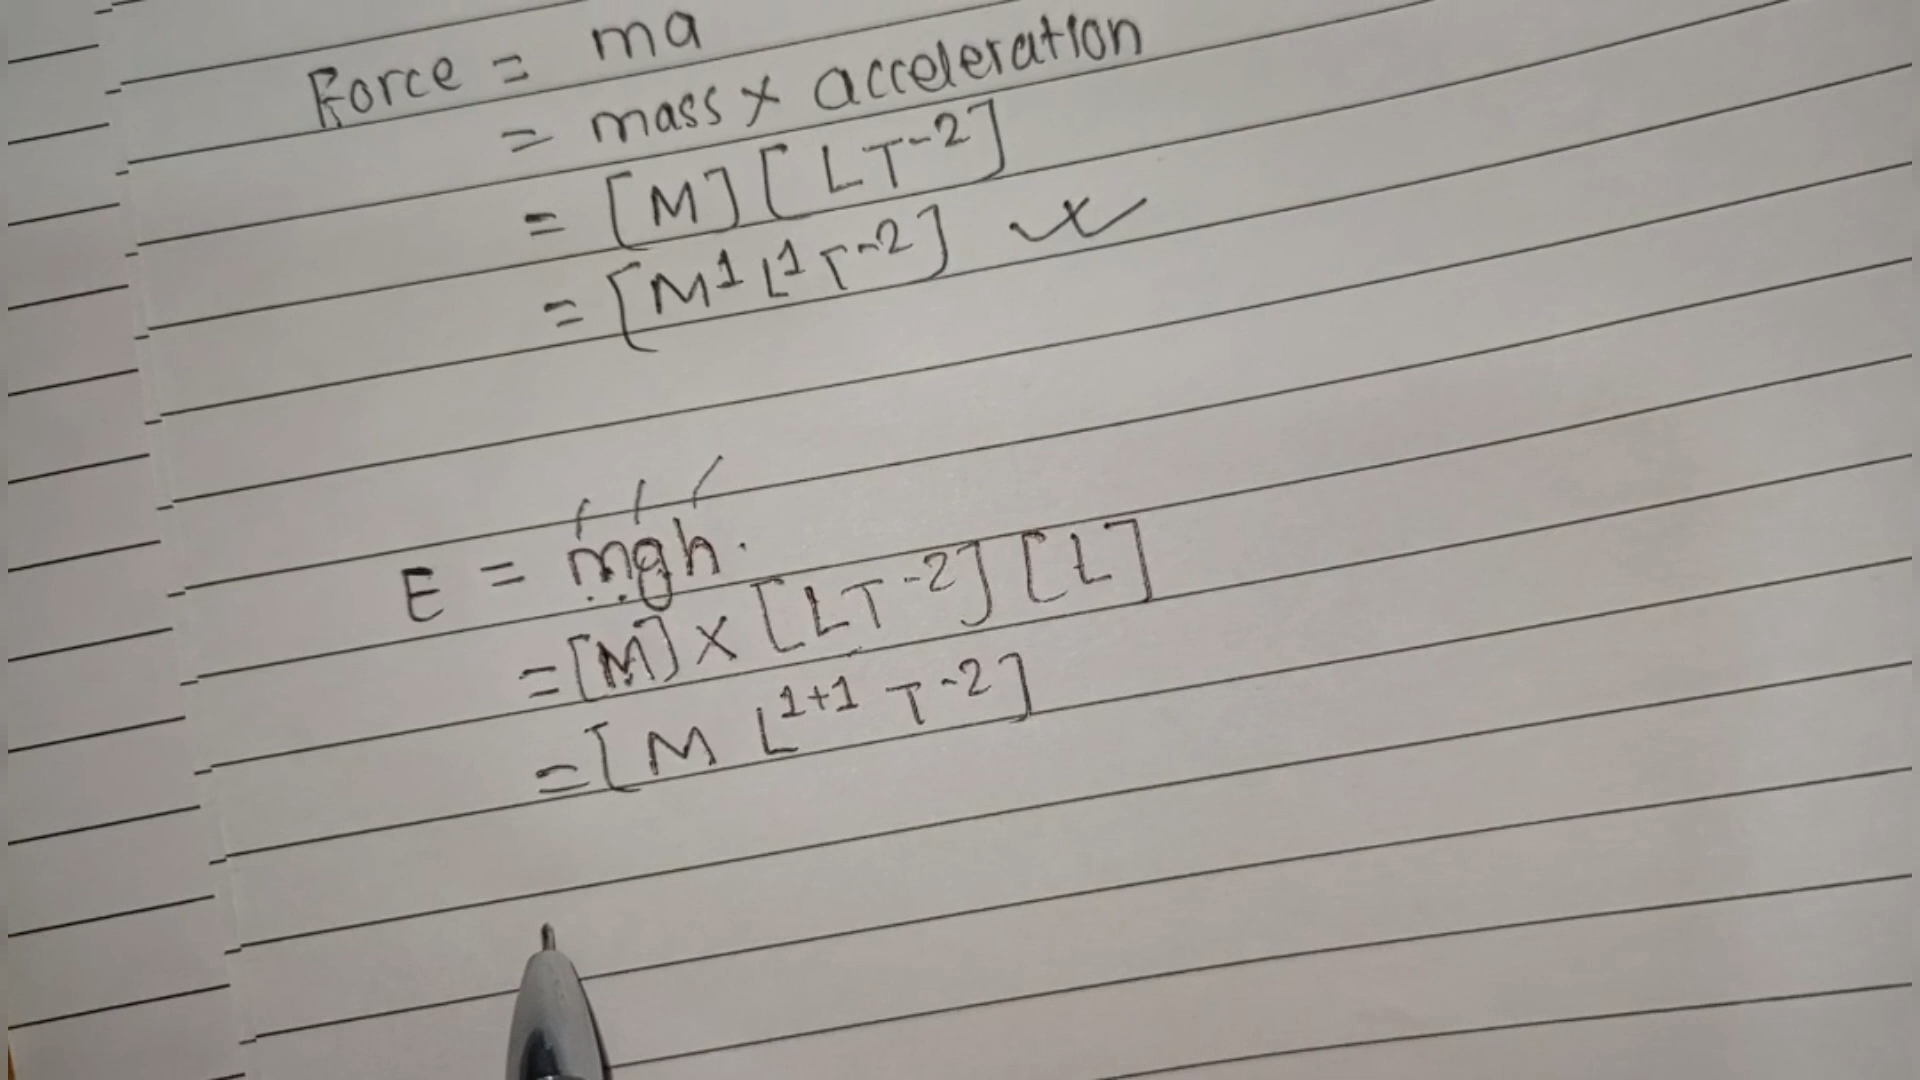 Force = ma
= mass × acceleration
= [M] [LT⁻²]
= [M¹ L¹ T⁻²]
E = mgh.
= [M] × [LT⁻²] [L]
= [M L¹⁺¹ T⁻²]